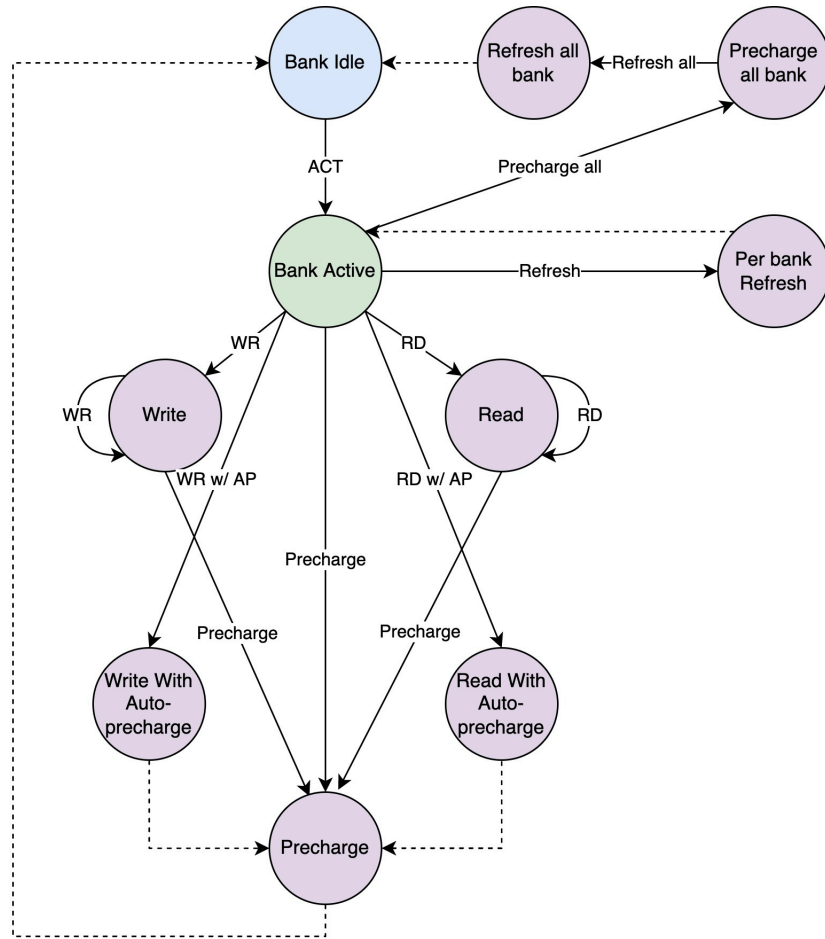 Bank Idle
Refresh all
bank
Refresh all
Precharge
all bank
ACT
Precharge all
Bank Active
Refresh
Per bank
Refresh
WR
RD
WR
Write
Read
RD
WR w/ AP
RD w/ AP
Precharge
Precharge
Precharge
Write With
Auto-
precharge
Read With
Auto-
precharge
Precharge